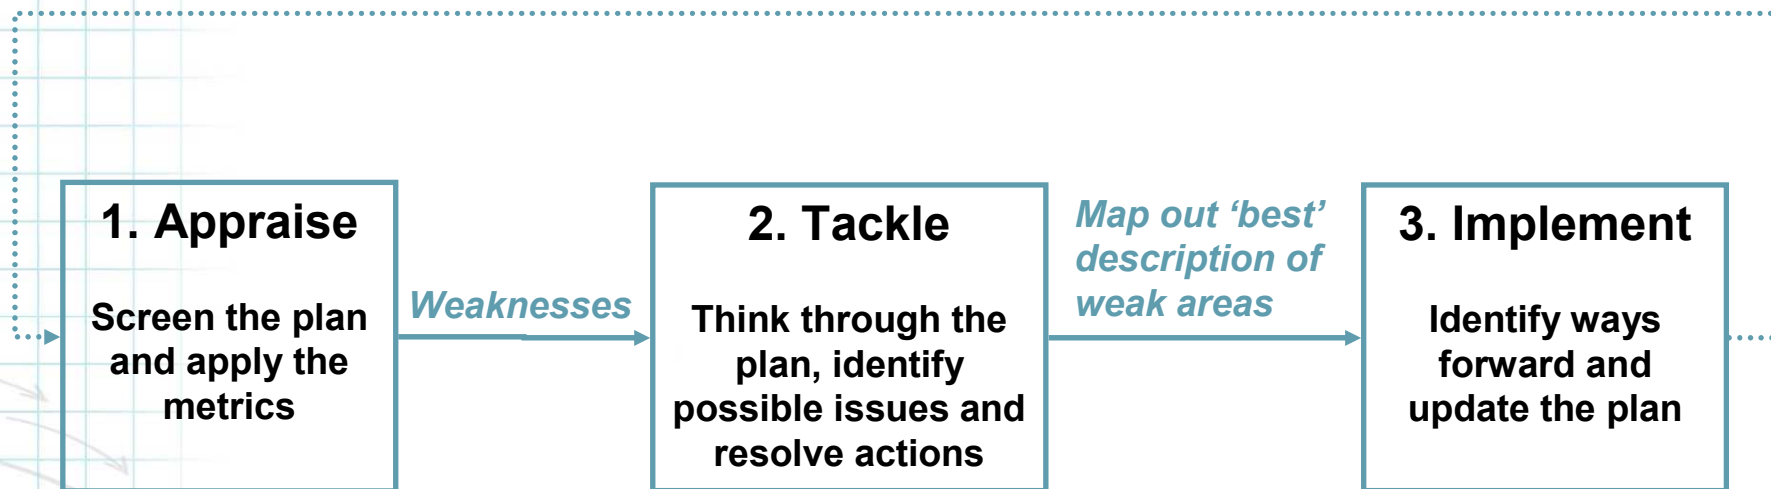 1. Appraise
Screen the plan
and apply the
metrics
Weaknesses
2. Tackle
Think through the
plan, identify
possible issues and
resolve actions
Map out ‘best’
description of
weak areas
3. Implement
Identify ways
forward and
update the plan